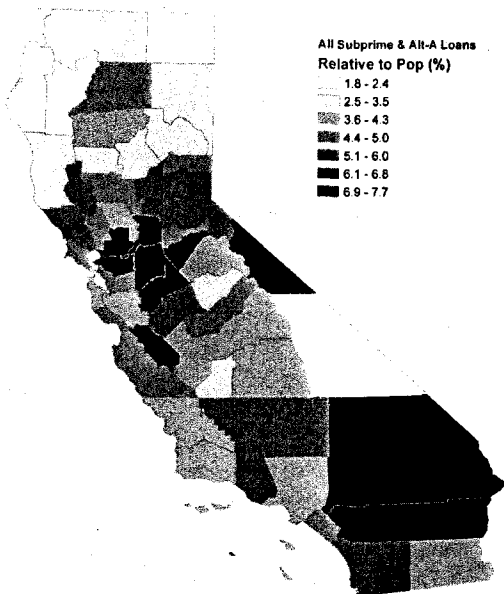 All Subprime & Alt-A Loans
Relative to Pop (%)
1.8 - 2.4
2.5 - 3.5
3.6 - 4.3
4.4 - 5.0
5.1 - 6.0
6.1 - 6.8
6.9 - 7.7